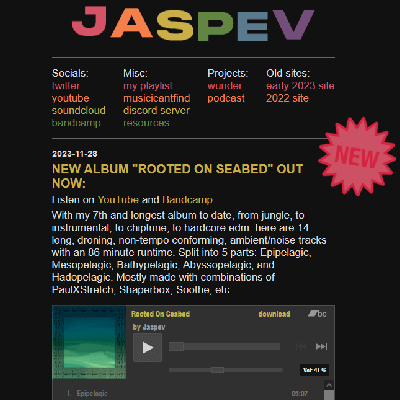 JASPEV
Socials: Misc: Projects: Old sites:
twitter my playlist wunder early 2023 site
youtube musicicantfind podcast 2022 site
soundcloud discord server
bandcamp resources
2023-11-28
NEW
NEW ALBUM "ROOTED ON SEABED" OUT
NOW:
Listen on YouTube and Bandcamp
With my 7th and longest album to date, from jungle, to
instrumental, to chiptune, to hardcore edm, here are 14
long, droning, non-tempo conforming, ambient/noise tracks
with an 86 minute runtime. Split into 5 parts: Epipelagic,
Mesopelagic, Bathypelagic, Abyssopelagic, and
Hadopelagic. Mostly made with combinations of
PaulXStretch, Shaperbox, Soothe, etc
Rooted On Seabed download bc
by Jaspev
1 Epipelagic 05:07